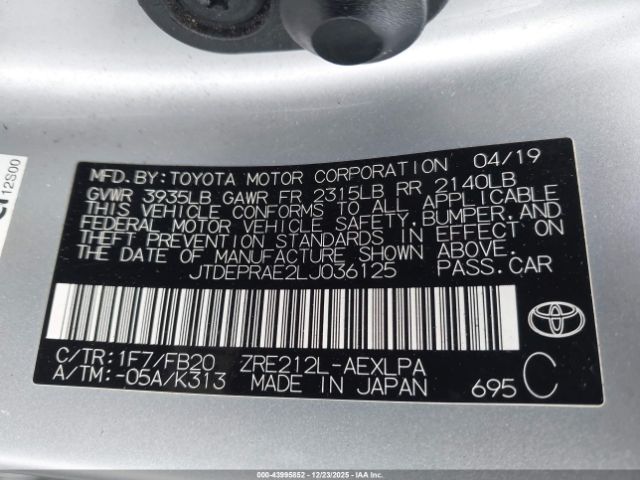 12S00
MFD.BY:TOYOTA MOTOR CORPORATION 04/19
GVWR 3935LB GAWR FR 2315LB RR 2140LB
THIS VEHICLE CONFORMS TO ALL APPLICABLE
FEDERAL MOTOR VEHICLE SAFETY,BUMPER,AND
THEFT PREVENTION STANDARDS IN EFFECT ON
THE DATE OF MANUFACTURE SHOWN ABOVE.
JTDEPRAE2LJ036125 PASS.CAR
C/TR:1F7/FB20 ZRE212L-AEXLPA
A/TM:-05A/K313 MADE IN JAPAN 695 C
000-43995852 | 12/23/2025 | IAAI.COM